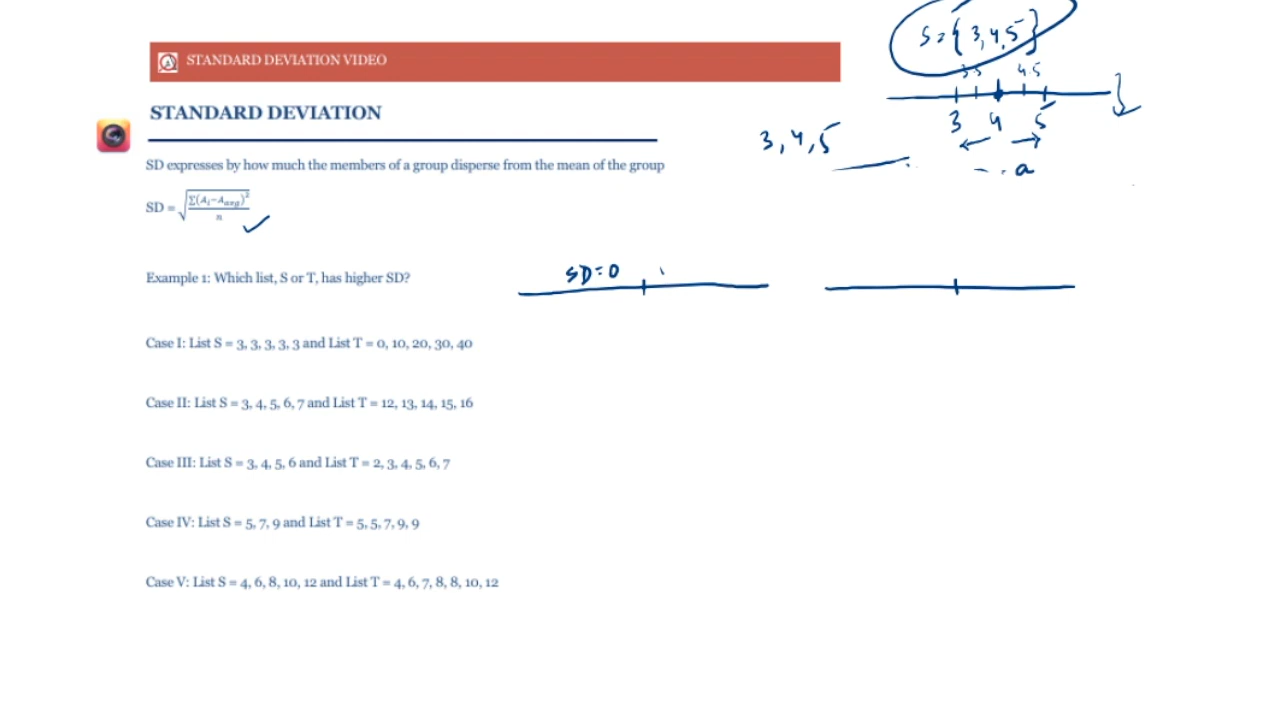 S = { 3, 4, 5 }
STANDARD DEVIATION VIDEO
3.5 4.5
STANDARD DEVIATION
3 4 5
3, 4, 5
SD expresses by how much the members of a group disperse from the mean of the group
a
SD = √(Σ(Aᵢ−Aₐᵥg)²/n)
SD = 0
Example 1: Which list, S or T, has higher SD?
Case I: List S = 3, 3, 3, 3, 3 and List T = 0, 10, 20, 30, 40
Case II: List S = 3, 4, 5, 6, 7 and List T = 12, 13, 14, 15, 16
Case III: List S = 3, 4, 5, 6 and List T = 2, 3, 4, 5, 6, 7
Case IV: List S = 5, 7, 9 and List T = 5, 5, 7, 9, 9
Case V: List S = 4, 6, 8, 10, 12 and List T = 4, 6, 7, 8, 8, 10, 12